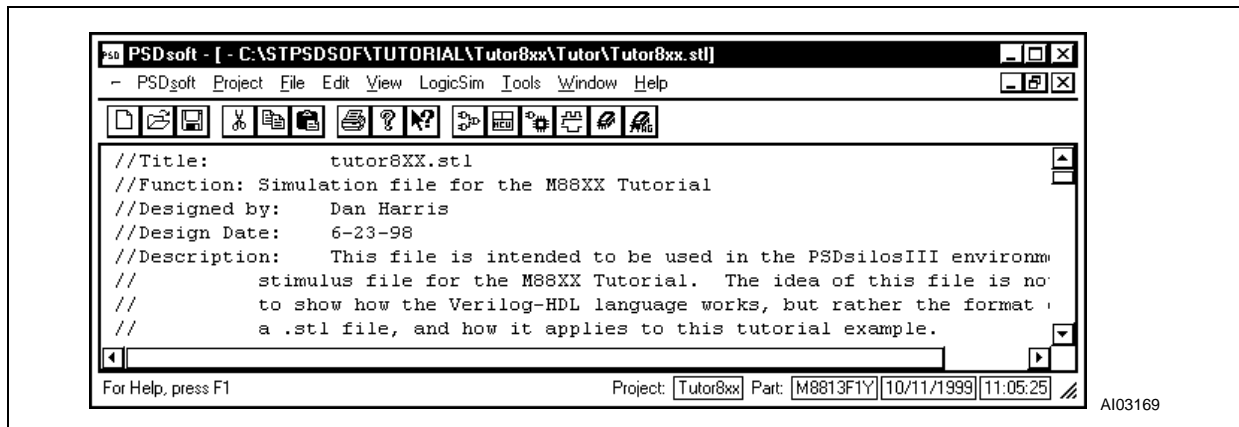 PSD PSDsoft - [ - C:\STPSDSOF\TUTORIAL\Tutor8xx\Tutor\Tutor8xx.stl]
PSDsoft Project File Edit View LogicSim Tools Window Help
MCU
//Title: tutor8XX.stl
//Function: Simulation file for the M88XX Tutorial
//Designed by: Dan Harris
//Design Date: 6-23-98
//Description: This file is intended to be used in the PSDsilosIII environm
// stimulus file for the M88XX Tutorial. The idea of this file is no
// to show how the Verilog-HDL language works, but rather the format
// a .stl file, and how it applies to this tutorial example.
For Help, press F1 Project: Tutor8xx Part: M8813F1Y 10/11/1999 11:05:25
AI03169